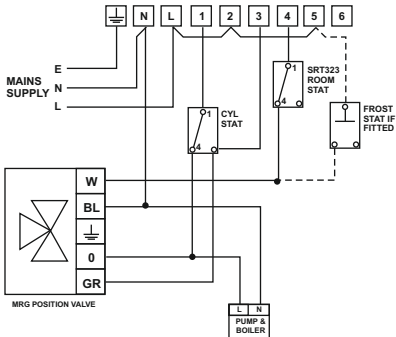 N L 1 2 3 4 5 6
E
MAINS
SUPPLY
N
L
1
CYL
STAT
4
1
SRT323
ROOM
STAT
4
FROST
STAT IF
FITTED
W
BL
0
GR
MRG POSITION VALVE
L N
PUMP &
BOILER